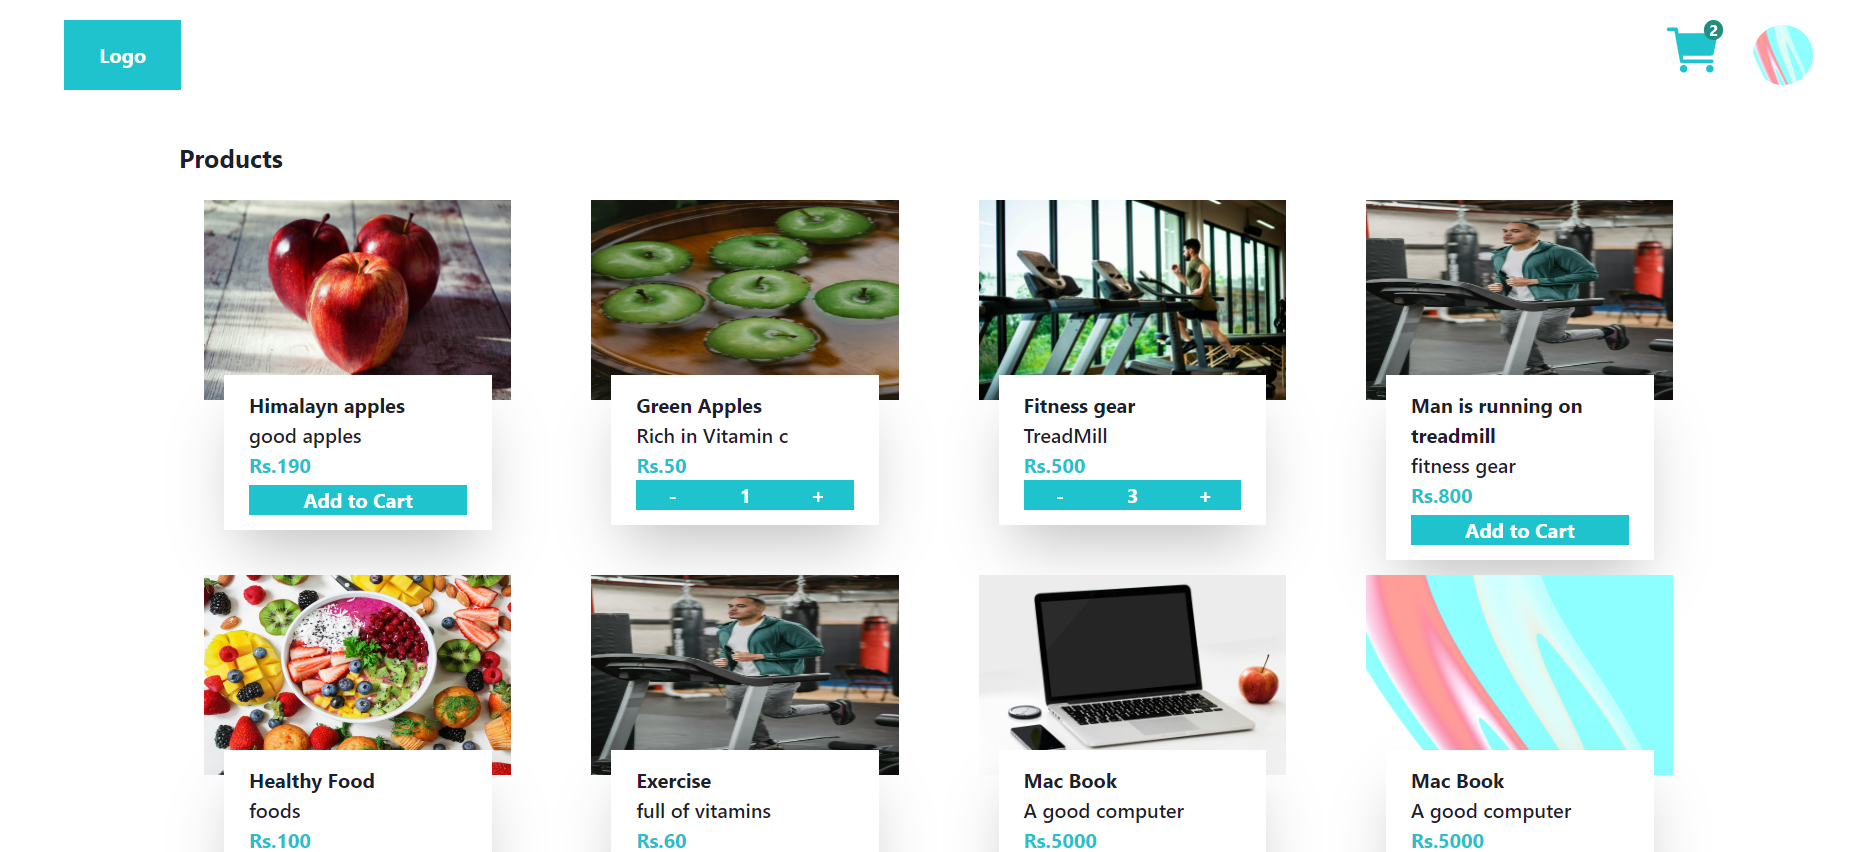 Logo
2
Products
Himalayn apples
good apples
Rs.190
Add to Cart
Green Apples
Rich in Vitamin c
Rs.50
- 1 +
Fitness gear
TreadMill
Rs.500
- 3 +
Man is running on
treadmill
fitness gear
Rs.800
Add to Cart
Healthy Food
foods
Rs.100
Exercise
full of vitamins
Rs.60
Mac Book
A good computer
Rs.5000
Mac Book
A good computer
Rs.5000